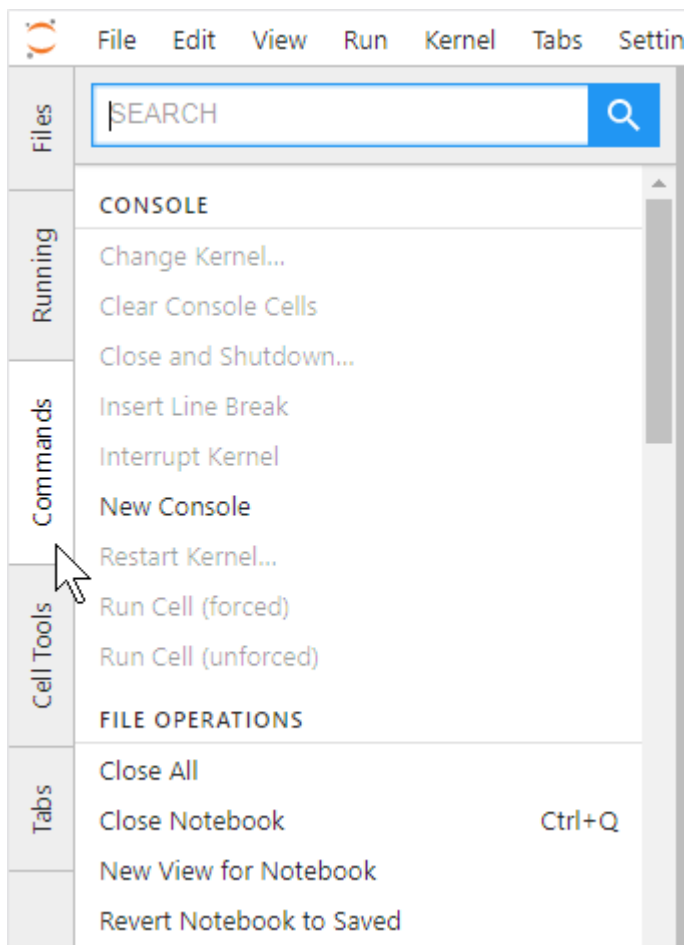 File Edit View Run Kernel Tabs Settin
Files
Running
Commands
Cell Tools
Tabs
SEARCH
CONSOLE
Change Kernel...
Clear Console Cells
Close and Shutdown...
Insert Line Break
Interrupt Kernel
New Console
Restart Kernel...
Run Cell (forced)
Run Cell (unforced)
FILE OPERATIONS
Close All
Close Notebook Ctrl+Q
New View for Notebook
Revert Notebook to Saved